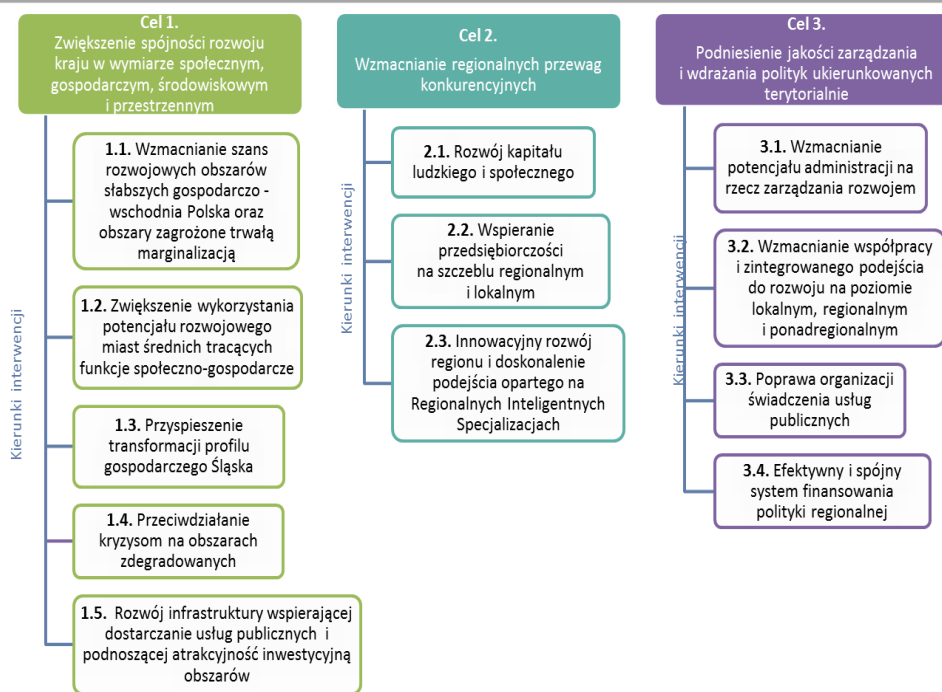 Cel 1.
Zwiększenie spójności rozwoju
kraju w wymiarze społecznym,
gospodarczym, środowiskowym
i przestrzennym
Kierunki interwencji
1.1. Wzmacnianie szans
rozwojowych obszarów
słabszych gospodarczo -
wschodnia Polska oraz
obszary zagrożone trwałą
marginalizacją
1.2. Zwiększenie wykorzystania
potencjału rozwojowego
miast średnich tracących
funkcje społeczno-gospodarcze
1.3. Przyspieszenie
transformacji profilu
gospodarczego Śląska
1.4. Przeciwdziałanie
kryzysom na obszarach
zdegradowanych
1.5. Rozwój infrastruktury wspierającej
dostarczanie usług publicznych i
podnoszącej atrakcyjność inwestycyjną
obszarów
Cel 2.
Wzmacnianie regionalnych przewag
konkurencyjnych
Kierunki interwencji
2.1. Rozwój kapitału
ludzkiego i społecznego
2.2. Wspieranie
przedsiębiorczości
na szczeblu regionalnym
i lokalnym
2.3. Innowacyjny rozwój
regionu i doskonalenie
podejścia opartego na
Regionalnych Inteligentnych
Specjalizacjach
Cel 3.
Podniesienie jakości zarządzania
i wdrażania polityk ukierunkowanych
terytorialnie
Kierunki interwencji
3.1. Wzmacnianie
potencjału administracji na
rzecz zarządzania rozwojem
3.2. Wzmacnianie współpracy
i zintegrowanego podejścia
do rozwoju na poziomie
lokalnym, regionalnym
i ponadregionalnym
3.3. Poprawa organizacji
świadczenia usług
publicznych
3.4. Efektywny i spójny
system finansowania
polityki regionalnej